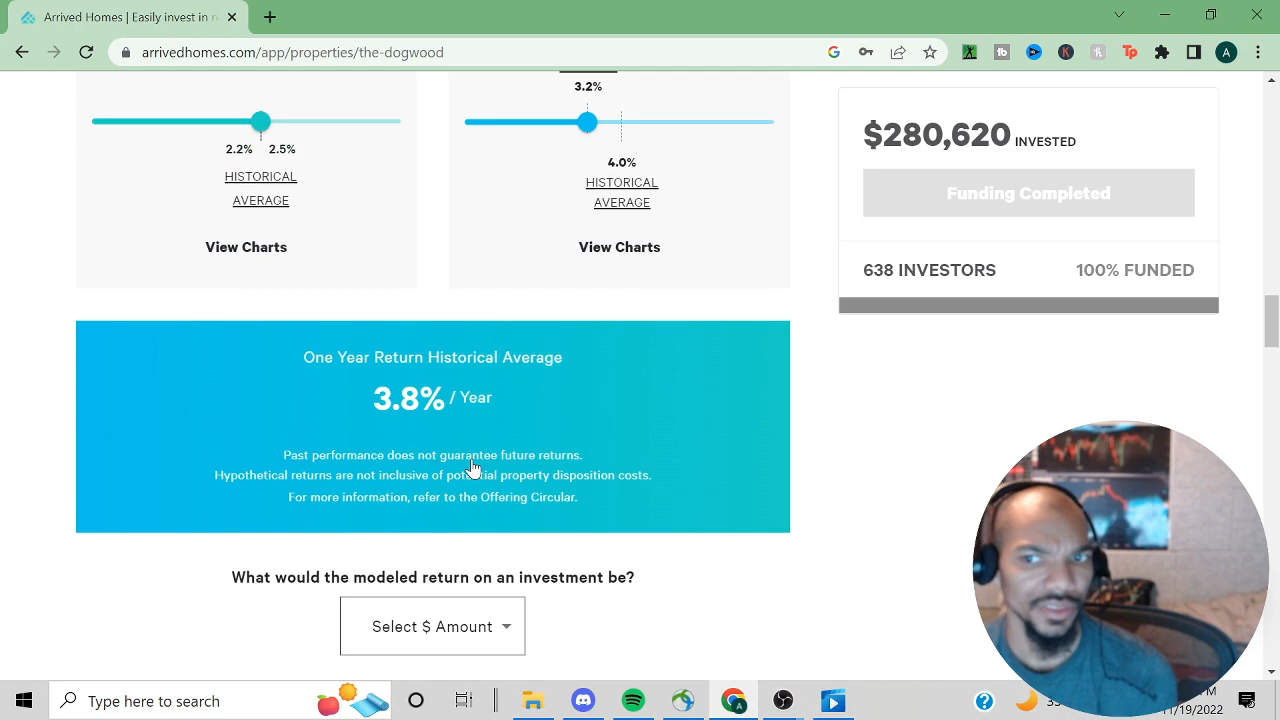 Arrived Homes | Easily invest in r
arrivedhomes.com/app/properties/the-dogwood
3.2%
2.2% 2.5%
HISTORICAL
AVERAGE
View Charts
4.0%
HISTORICAL
AVERAGE
View Charts
$280,620 INVESTED
Funding Completed
638 INVESTORS 100% FUNDED
One Year Return Historical Average
3.8% / Year
Past performance does not guarantee future returns.
Hypothetical returns are not inclusive of potential property disposition costs.
For more information, refer to the Offering Circular.
What would the modeled return on an investment be?
Select $ Amount
Type here to search